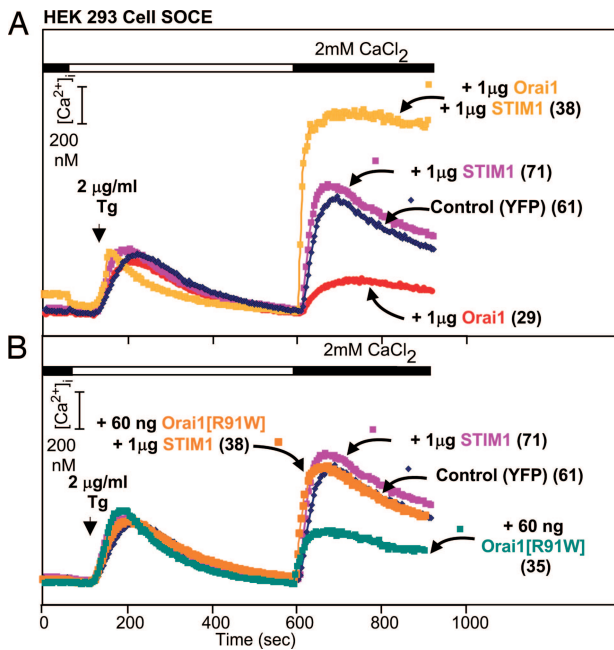 HEK 293 Cell SOCE
A
2mM CaCl2
[Ca2+]i
200
nM
2 μg/ml
Tg
+ 1μg Orai1
+ 1μg STIM1 (38)
+ 1μg STIM1 (71)
Control (YFP) (61)
+ 1μg Orai1 (29)
B
2mM CaCl2
[Ca2+]i
200
nM
2 μg/ml
Tg
+ 60 ng Orai1[R91W]
+ 1μg STIM1 (38)
+ 1μg STIM1 (71)
Control (YFP) (61)
+ 60 ng
Orai1[R91W]
(35)
200 400 600 800 1000
Time (sec)